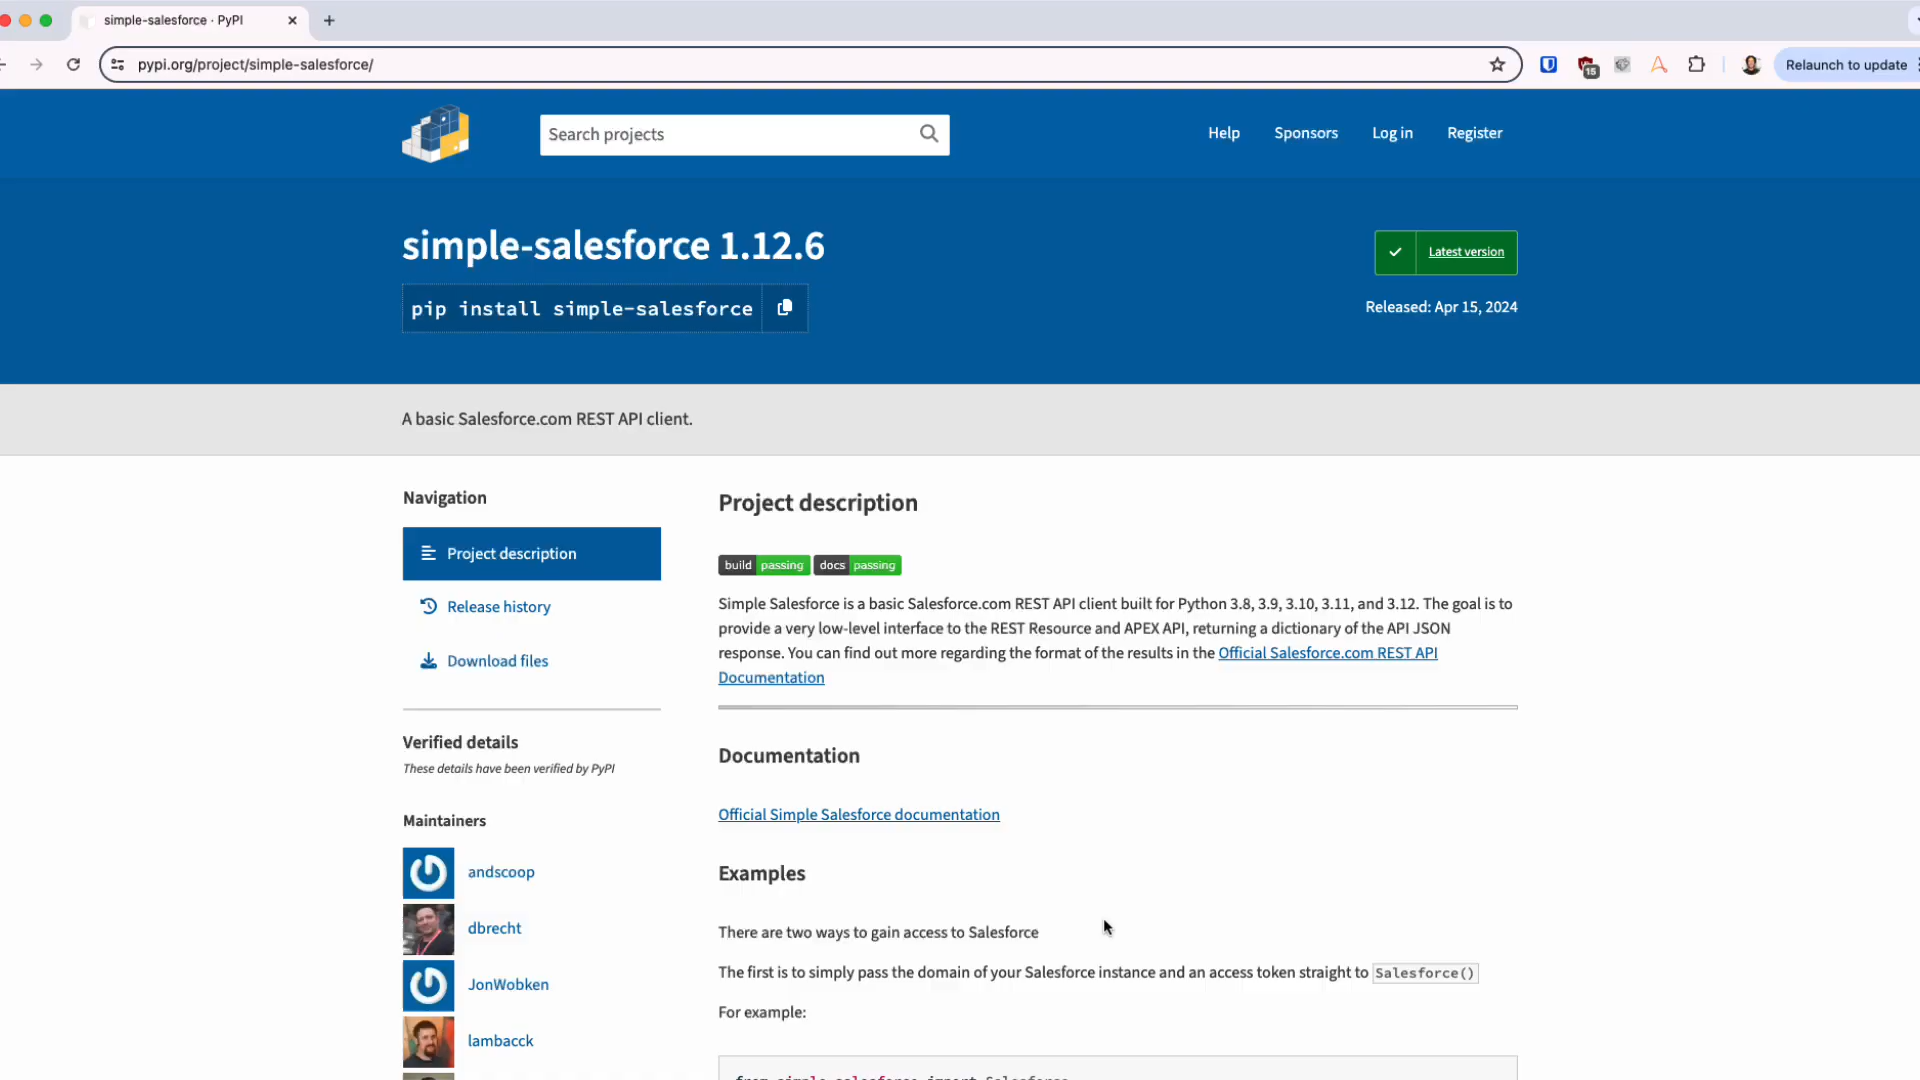 simple-salesforce · PyPI
pypi.org/project/simple-salesforce/
15
Relaunch to update
Search projects
Help
Sponsors
Log in
Register
simple-salesforce 1.12.6
pip install simple-salesforce
Latest version
Released: Apr 15, 2024
A basic Salesforce.com REST API client.
Navigation
Project description
Release history
Download files
Verified details
These details have been verified by PyPI
Maintainers
andscoop
dbrecht
JonWobken
lambacck
Project description
build passing docs passing
Simple Salesforce is a basic Salesforce.com REST API client built for Python 3.8, 3.9, 3.10, 3.11, and 3.12. The goal is to
provide a very low-level interface to the REST Resource and APEX API, returning a dictionary of the API JSON
response. You can find out more regarding the format of the results in the Official Salesforce.com REST API
Documentation
Documentation
Official Simple Salesforce documentation
Examples
There are two ways to gain access to Salesforce
The first is to simply pass the domain of your Salesforce instance and an access token straight to Salesforce()
For example:
from simple_salesforce import Salesforce